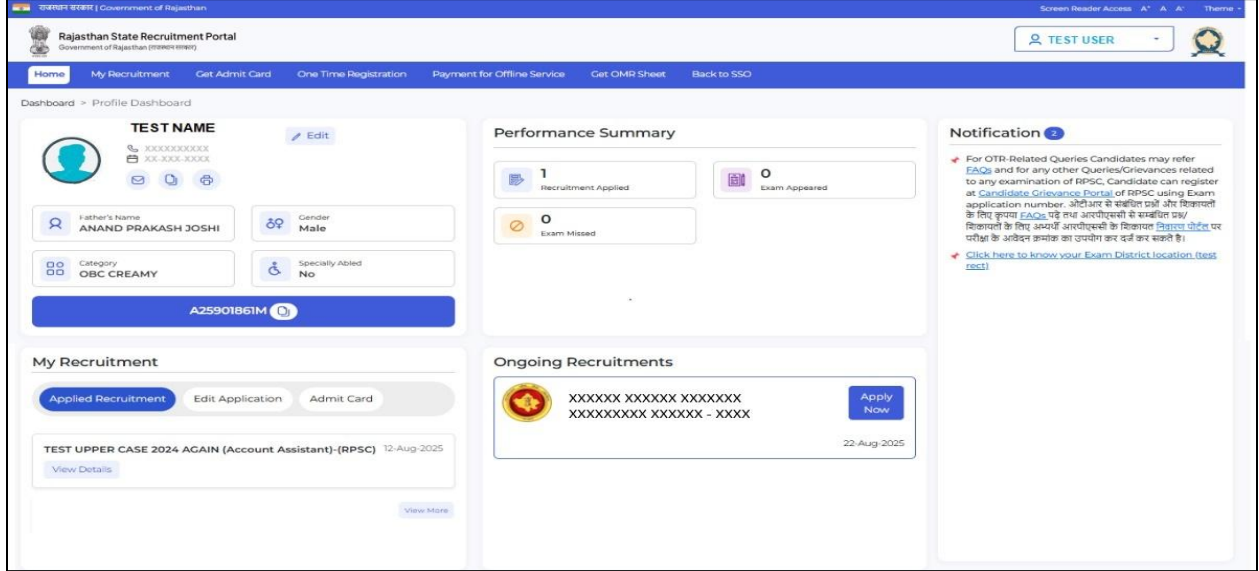 राजस्थान सरकार | Government of Rajasthan
Screen Reader Access A⁺ A A⁻ Theme
Rajasthan State Recruitment Portal
Government of Rajasthan (राजस्थान सरकार)
TEST USER
Home My Recruitment Get Admit Card One Time Registration Payment for Offline Service Get OMR Sheet Back to SSO
Dashboard > Profile Dashboard
TEST NAME
Edit
XXXXXXXXXX
XX-XXX-XXXX
Father's Name
ANAND PRAKASH JOSHI
Gender
Male
Category
OBC CREAMY
Specially Abled
No
A25901861M
Performance Summary
1
Recruitment Applied
0
Exam Appeared
0
Exam Missed
Notification 2
For OTR-Related Queries Candidates may refer
FAQs and for any other Queries/Grievances related
to any examination of RPSC, Candidate can register
at Candidate Grievance Portal of RPSC using Exam
application number. ओटीआर से संबंधित प्रश्नों और शिकायतों
के लिए कृपया FAQs पढ़ें तथा आरपीएससी से सम्बंधित प्रश्न/
शिकायतों के लिए अभ्यर्थी आरपीएससी के शिकायत निवारण पोर्टल पर
परीक्षा के आवेदन क्रमांक का उपयोग कर दर्ज कर सकते है।
Click here to know your Exam District location (test
rect)
My Recruitment
Applied Recruitment Edit Application Admit Card
TEST UPPER CASE 2024 AGAIN (Account Assistant)-(RPSC) 12-Aug-2025
View Details
View More
Ongoing Recruitments
XXXXXX XXXXXX XXXXXXX
XXXXXXXXX XXXXXX - XXXX
Apply
Now
22-Aug-2025